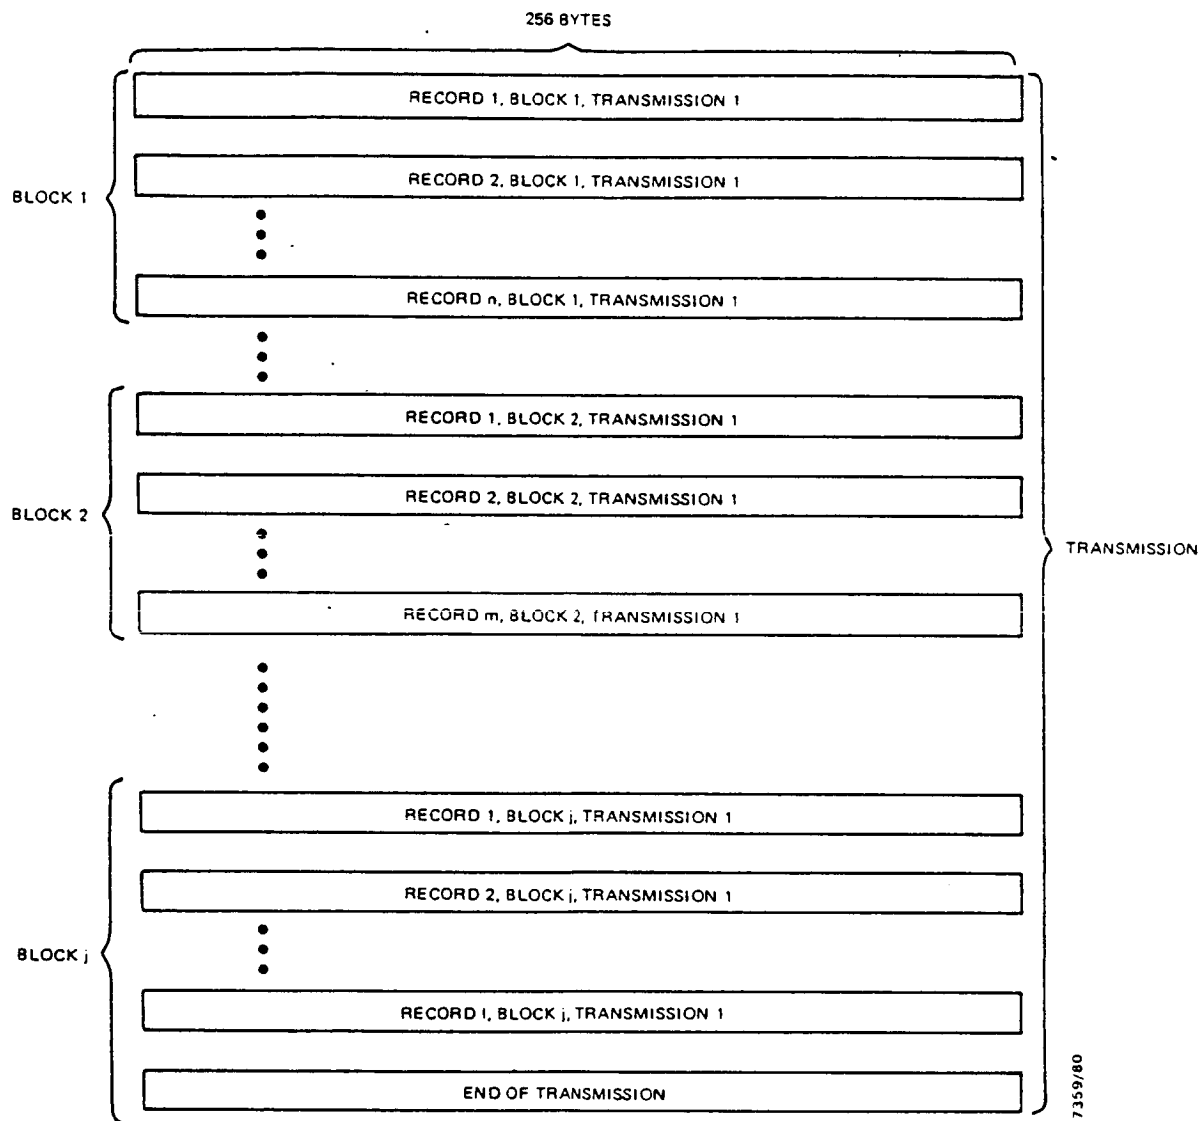 256 BYTES
RECORD 1, BLOCK 1, TRANSMISSION 1
RECORD 2, BLOCK 1, TRANSMISSION 1
BLOCK 1
RECORD n, BLOCK 1, TRANSMISSION 1
RECORD 1, BLOCK 2, TRANSMISSION 1
RECORD 2, BLOCK 2, TRANSMISSION 1
BLOCK 2
TRANSMISSION
RECORD m, BLOCK 2, TRANSMISSION 1
RECORD 1, BLOCK j, TRANSMISSION 1
RECORD 2, BLOCK j, TRANSMISSION 1
BLOCK j
RECORD l, BLOCK j, TRANSMISSION 1
END OF TRANSMISSION
7359/80